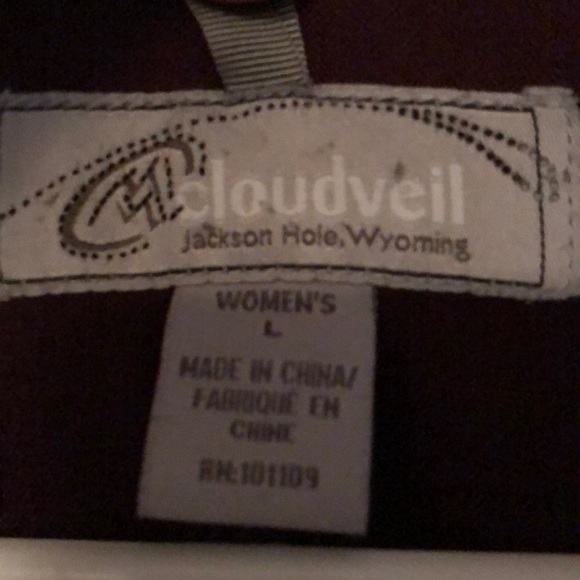 cloudveil
Jackson Hole, Wyoming
WOMEN'S
L
MADE IN CHINA/
FABRIQUÉ EN
CHINE
RN:101109